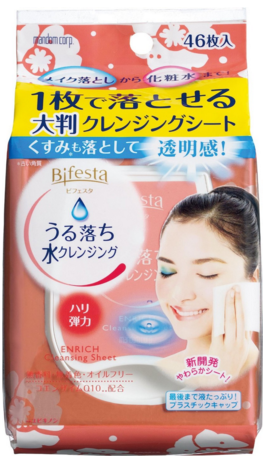 mandom corp.
46枚入
メイク落としから化粧水まで!
1枚で落とせる
大判クレンジングシート
くすみも落として透明感!
Bifesta
ビフェスタ
うる落ち
水クレンジング
ハリ
弾力
ENRICH
Cleansing Sheet
新開発
やわらかシート!
最後まで液たっぷり!
プラスチックキャップ